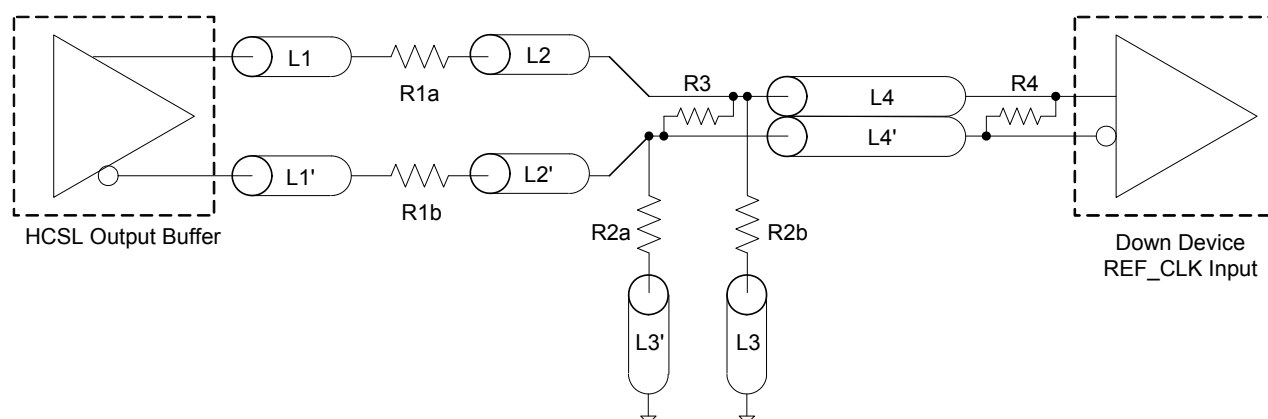 L1
R1a
L2
R3
L4
R4
L1'
R1b
L2'
L4'
HCSL Output Buffer
R2a
R2b
L3'
L3
Down Device
REF_CLK Input